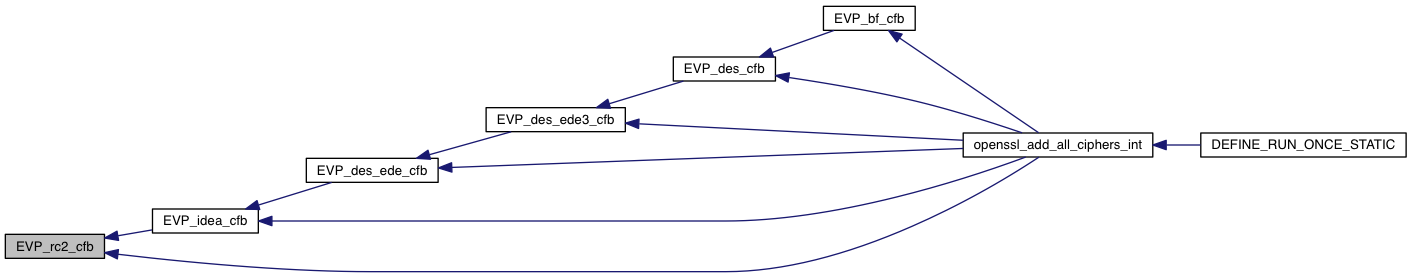 EVP_bf_cfb
EVP_des_cfb
EVP_des_ede3_cfb
openssl_add_all_ciphers_int
DEFINE_RUN_ONCE_STATIC
EVP_des_ede_cfb
EVP_idea_cfb
EVP_rc2_cfb